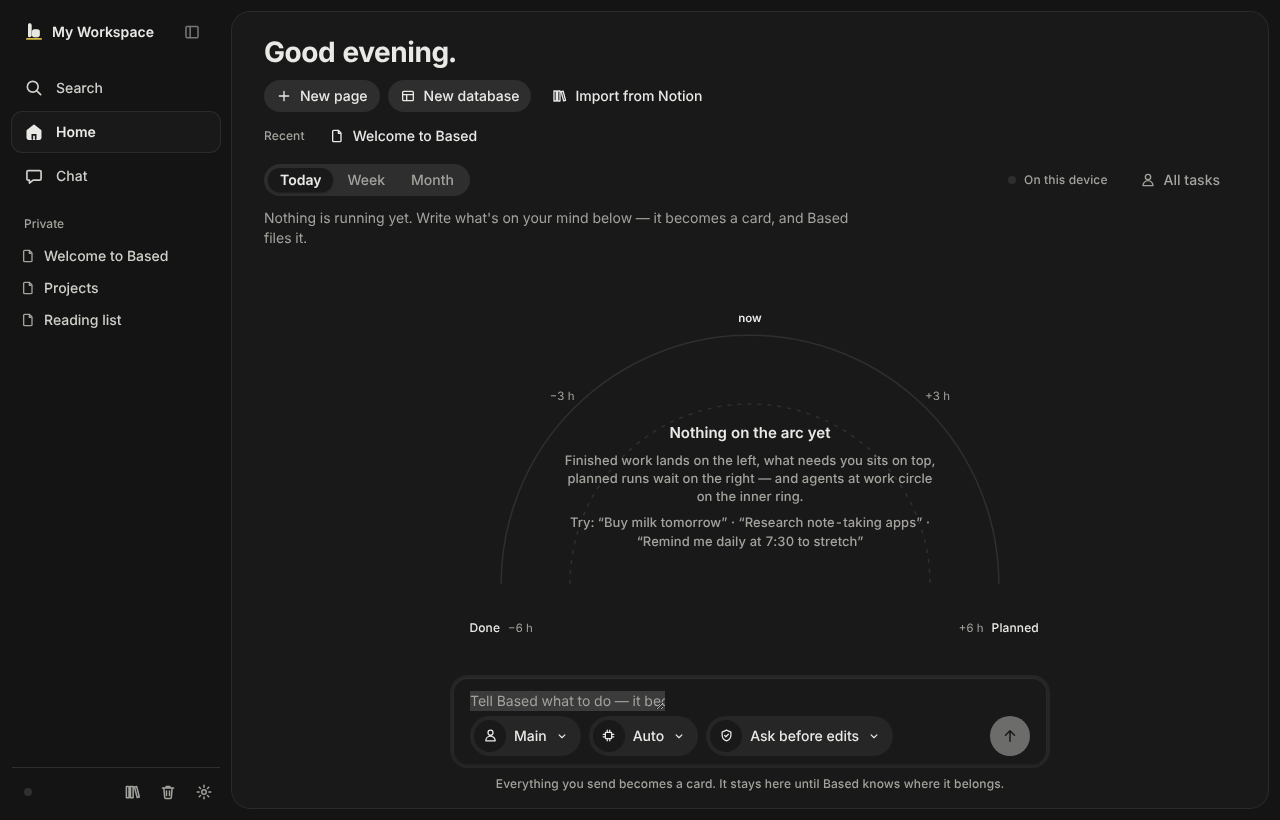 My Workspace
Search
Home
Chat
Private
Welcome to Based
Projects
Reading list
Good evening.
New page
New database
Import from Notion
Recent
Welcome to Based
Today
Week
Month
On this device
All tasks
Nothing is running yet. Write what's on your mind below — it becomes a card, and Based
files it.
now
−3 h
+3 h
Nothing on the arc yet
Finished work lands on the left, what needs you sits on top,
planned runs wait on the right — and agents at work circle
on the inner ring.
Try: “Buy milk tomorrow” · “Research note-taking apps” ·
“Remind me daily at 7:30 to stretch”
Done −6 h
+6 h Planned
Tell Based what to do — it
Main
Auto
Ask before edits
Everything you send becomes a card. It stays here until Based knows where it belongs.